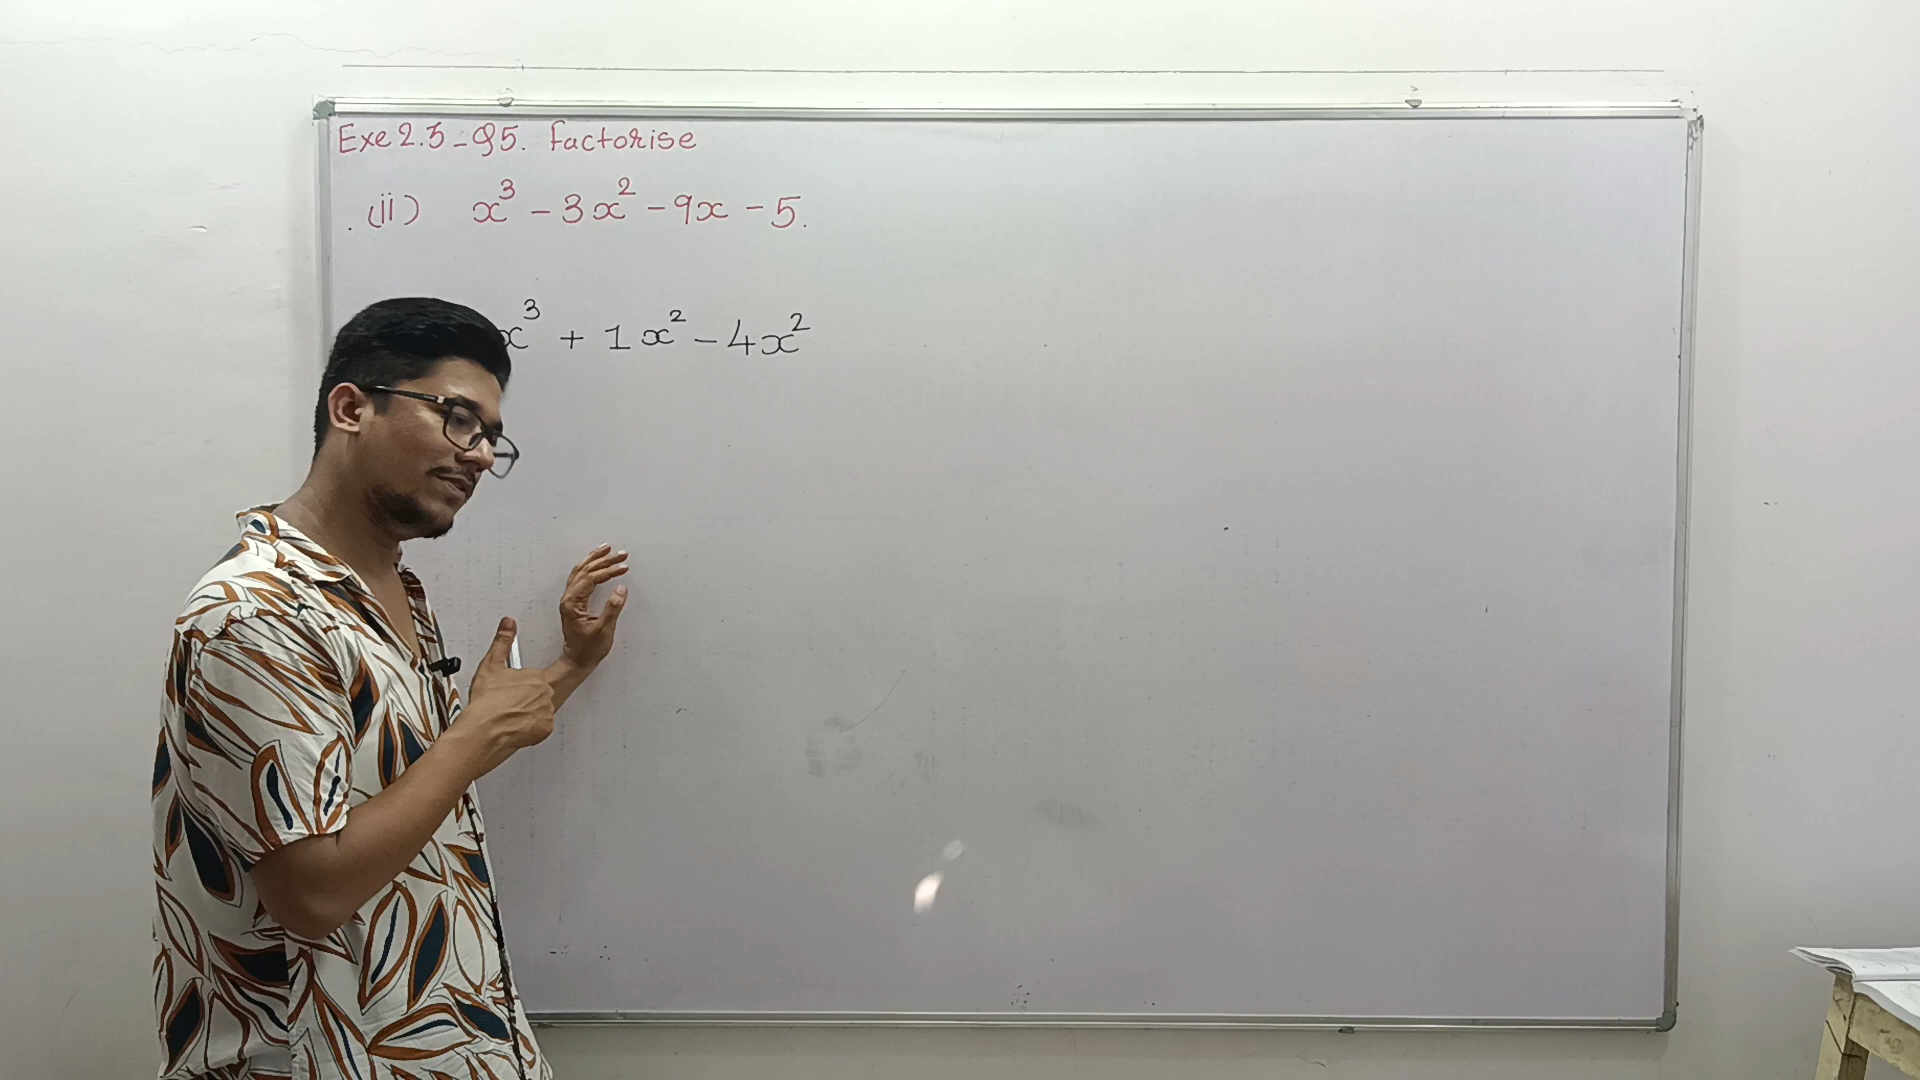 Exe 2.3 - Q5. factorise
(ii) x³ - 3x² - 9x - 5.
x³ + 1x² - 4x²